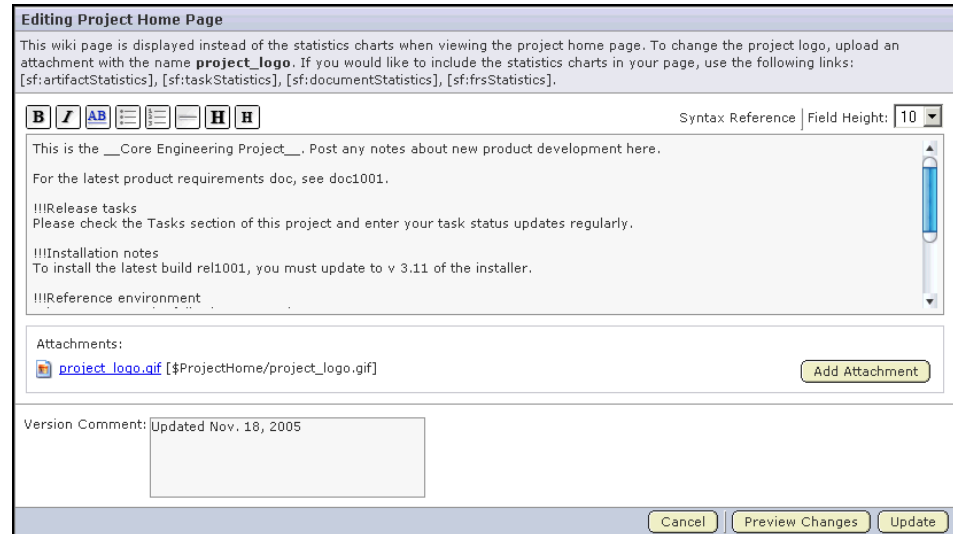 Editing Project Home Page
This wiki page is displayed instead of the statistics charts when viewing the project home page. To change the project logo, upload an
attachment with the name project_logo. If you would like to include the statistics charts in your page, use the following links:
[sf:artifactStatistics], [sf:taskStatistics], [sf:documentStatistics], [sf:frsStatistics].
B I AB H H Syntax Reference Field Height: 10
This is the __Core Engineering Project__. Post any notes about new product development here.
For the latest product requirements doc, see doc1001.
!!!Release tasks
Please check the Tasks section of this project and enter your task status updates regularly.
!!!Installation notes
To install the latest build rel1001, you must update to v 3.11 of the installer.
!!!Reference environment
Attachments:
project_logo.gif [$ProjectHome/project_logo.gif]
Add Attachment
Version Comment: Updated Nov. 18, 2005
Cancel Preview Changes Update